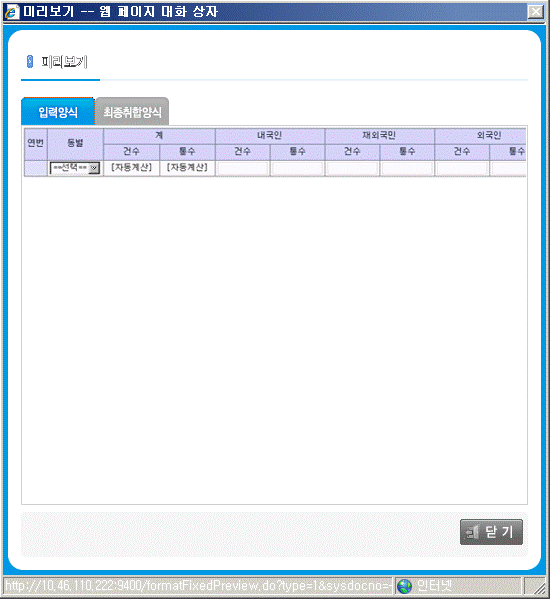 미리보기 -- 웹 페이지 대화 상자
미리보기
입력양식 최종취합양식
연번 동별 계 내국인 재외국민 외국인
건수 통수 건수 통수 건수 통수 건수 통수
==선택== [자동계산] [자동계산]
닫기
http://10.46.110.222:9400/formatFixedPreview.do?type=1&sysdocno=- 인터넷